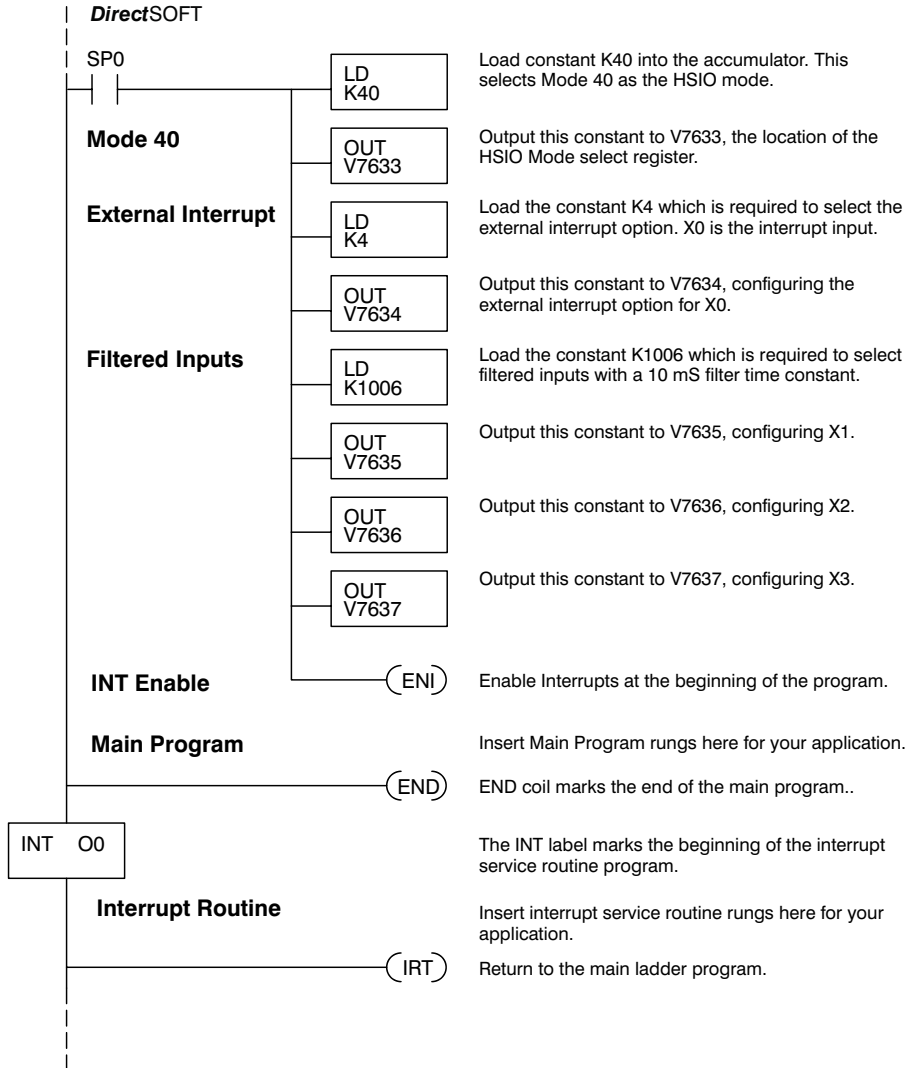 DirectSOFT
SP0
LD
K40
Load constant K40 into the accumulator. This
selects Mode 40 as the HSIO mode.
Mode 40
OUT
V7633
Output this constant to V7633, the location of the
HSIO Mode select register.
External Interrupt
LD
K4
Load the constant K4 which is required to select the
external interrupt option. X0 is the interrupt input.
OUT
V7634
Output this constant to V7634, configuring the
external interrupt option for X0.
Filtered Inputs
LD
K1006
Load the constant K1006 which is required to select
filtered inputs with a 10 mS filter time constant.
OUT
V7635
Output this constant to V7635, configuring X1.
OUT
V7636
Output this constant to V7636, configuring X2.
OUT
V7637
Output this constant to V7637, configuring X3.
INT Enable
ENI
Enable Interrupts at the beginning of the program.
Main Program
Insert Main Program rungs here for your application.
END
END coil marks the end of the main program..
INT O0
The INT label marks the beginning of the interrupt
service routine program.
Interrupt Routine
Insert interrupt service routine rungs here for your
application.
IRT
Return to the main ladder program.